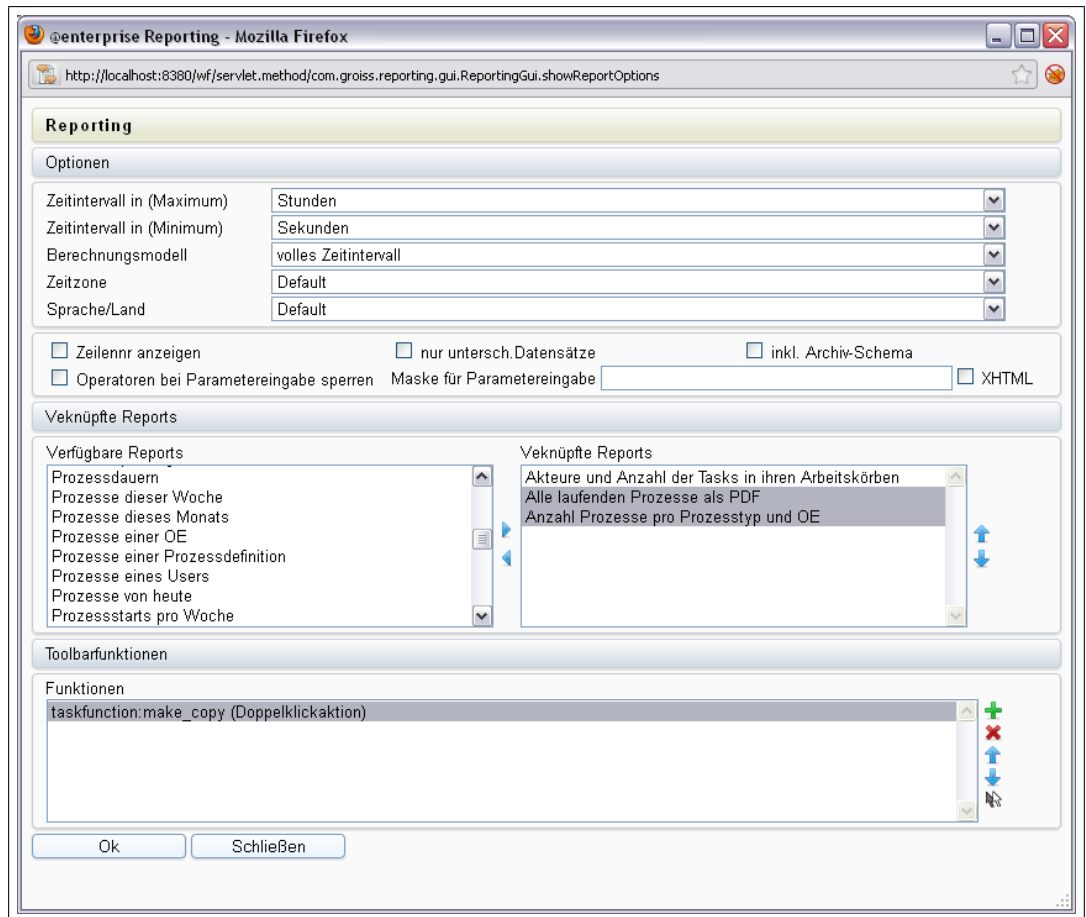 @enterprise Reporting - Mozilla Firefox
http://localhost:8380/wf/servlet.method/com.groiss.reporting.gui.ReportingGui.showReportOptions
Reporting
Optionen
Zeitintervall in (Maximum) Stunden
Zeitintervall in (Minimum) Sekunden
Berechnungsmodell volles Zeitintervall
Zeitzone Default
Sprache/Land Default
Zeilennr anzeigen nur untersch.Datensätze inkl. Archiv-Schema
Operatoren bei Parametereingabe sperren Maske für Parametereingabe XHTML
Veknüpfte Reports
Verfügbare Reports Veknüpfte Reports
Prozessdauern
Prozesse dieser Woche
Prozesse dieses Monats
Prozesse einer OE
Prozesse einer Prozessdefinition
Prozesse eines Users
Prozesse von heute
Prozessstarts pro Woche
Akteure und Anzahl der Tasks in ihren Arbeitskörben
Alle laufenden Prozesse als PDF
Anzahl Prozesse pro Prozesstyp und OE
Toolbarfunktionen
Funktionen
taskfunction:make_copy (Doppelklickaktion)
Ok Schließen